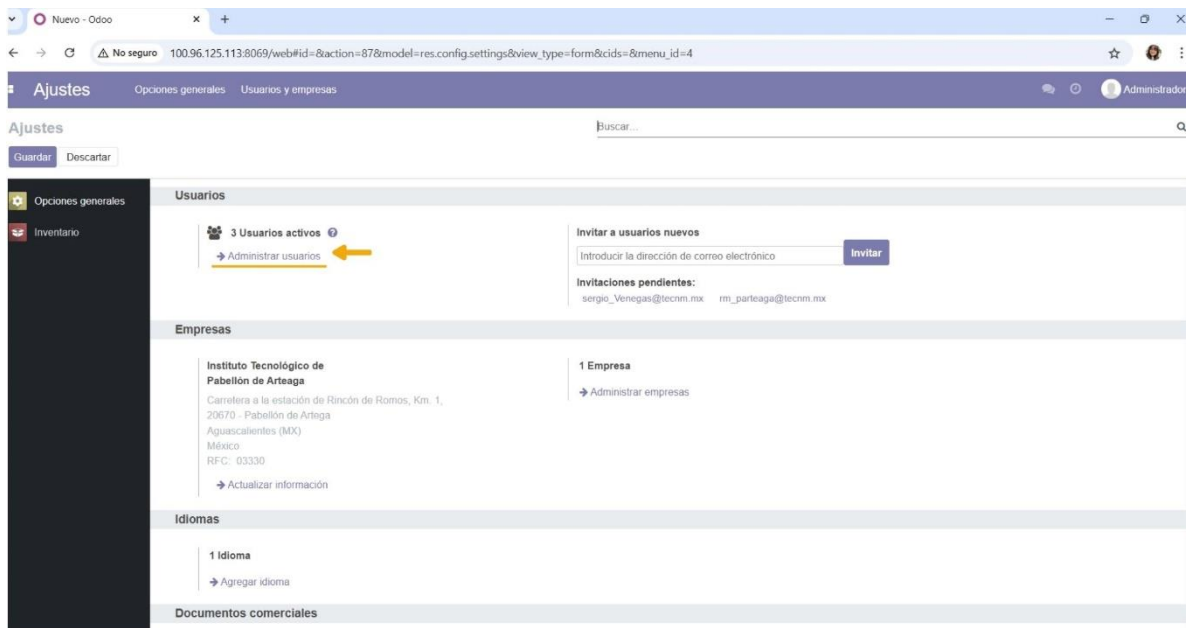 Nuevo - Odoo
No seguro 100.96.125.113:8069/web#id=&action=87&model=res.config.settings&view_type=form&cids=&menu_id=4
Ajustes Opciones generales Usuarios y empresas Administrador
Ajustes
Buscar...
Guardar Descartar
Opciones generales
Inventario
Usuarios
3 Usuarios activos
Administrar usuarios
Invitar a usuarios nuevos
Introducir la dirección de correo electrónico Invitar
Invitaciones pendientes:
sergio_Venegas@tecnm.mx rm_parteaga@tecnm.mx
Empresas
Instituto Tecnológico de
Pabellón de Arteaga
Carretera a la estación de Rincón de Romos, Km. 1,
20670 - Pabellón de Artega
Aguascalientes (MX)
México
RFC: 03330
Actualizar información
1 Empresa
Administrar empresas
Idiomas
1 Idioma
Agregar idioma
Documentos comerciales